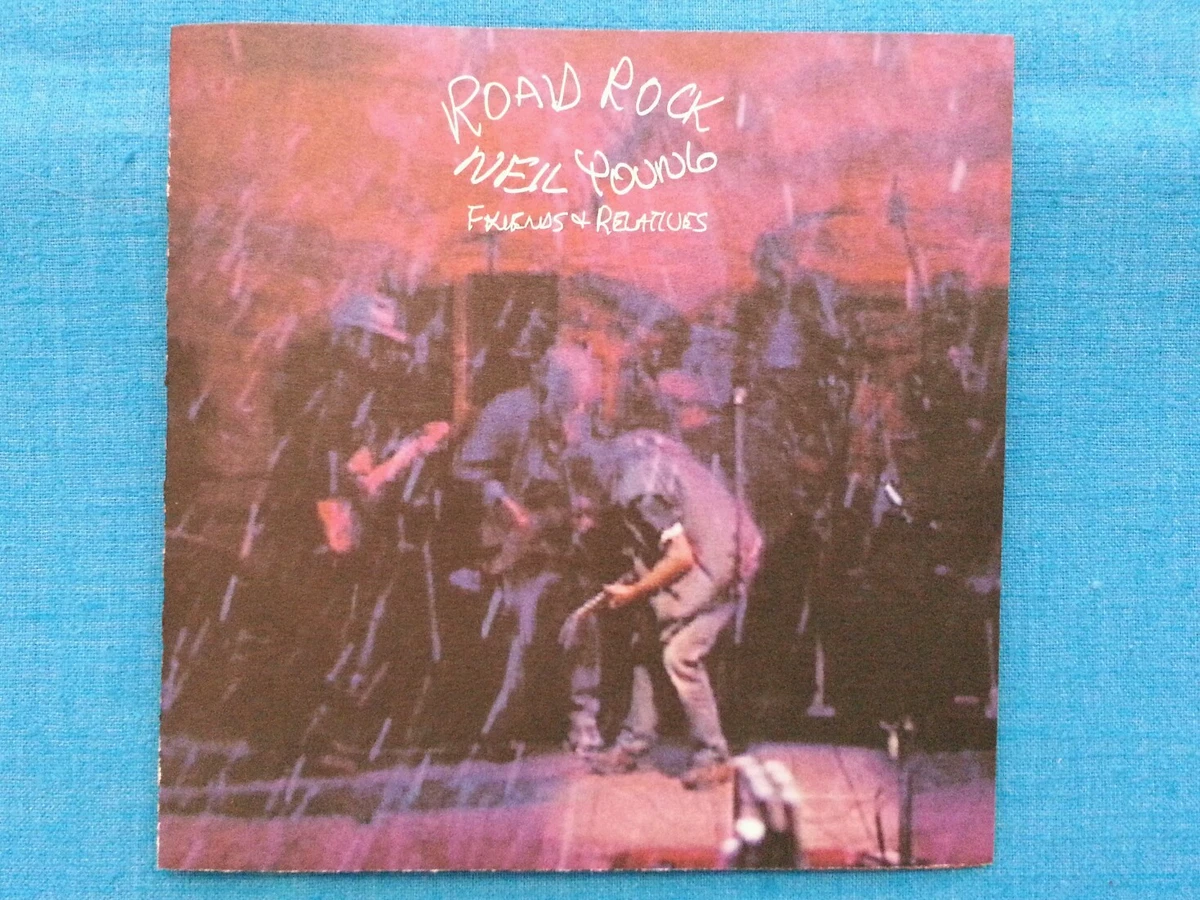 ROAD ROCK
NEIL YOUNG
FRIENDS & RELATIVES